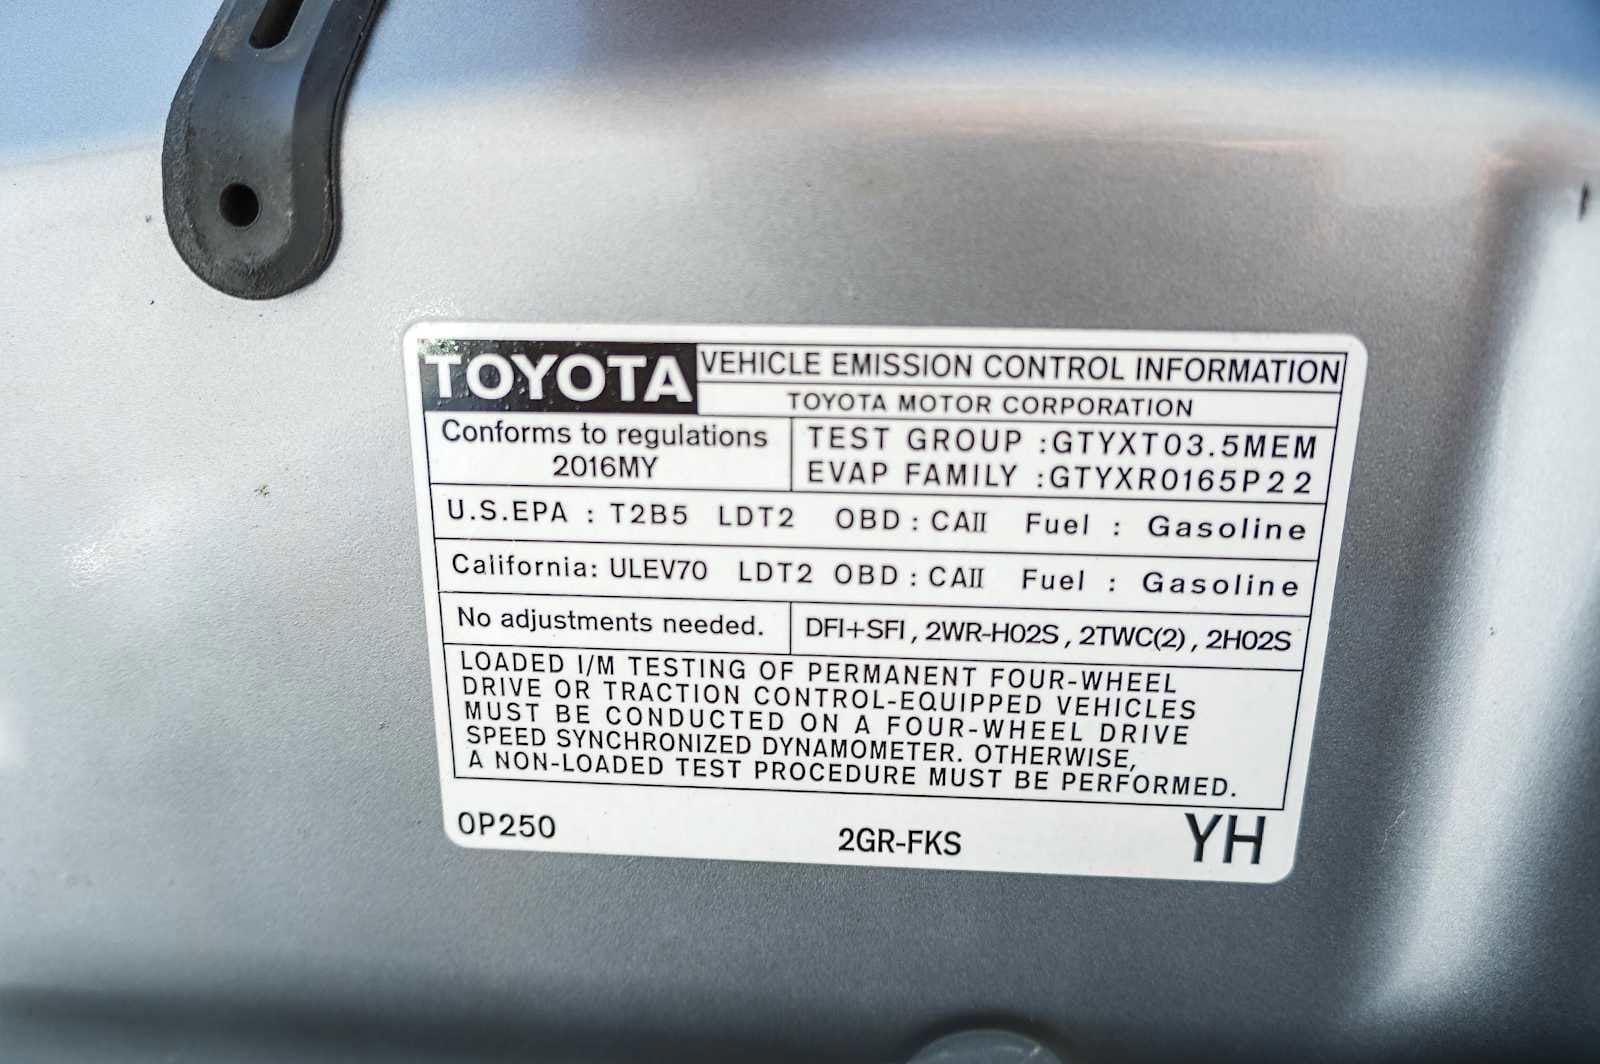 TOYOTA VEHICLE EMISSION CONTROL INFORMATION
TOYOTA MOTOR CORPORATION
Conforms to regulations
2016MY
TEST GROUP :GTYXT03.5MEM
EVAP FAMILY :GTYXR0165P22
U.S.EPA : T2B5 LDT2 OBD : CAII Fuel : Gasoline
California: ULEV70 LDT2 OBD : CAII Fuel : Gasoline
No adjustments needed. DFI+SFI , 2WR-HO2S , 2TWC(2) , 2HO2S
LOADED I/M TESTING OF PERMANENT FOUR-WHEEL
DRIVE OR TRACTION CONTROL-EQUIPPED VEHICLES
MUST BE CONDUCTED ON A FOUR-WHEEL DRIVE
SPEED SYNCHRONIZED DYNAMOMETER. OTHERWISE,
A NON-LOADED TEST PROCEDURE MUST BE PERFORMED.
0P250 2GR-FKS YH